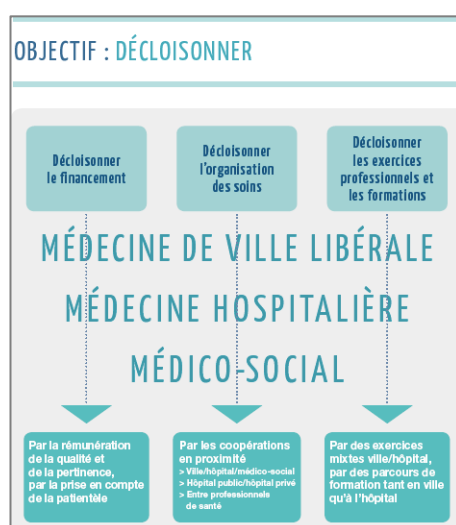 OBJECTIF : DÉCLOISONNER
Décloisonner
le financement
Décloisonner
l'organisation
des soins
Décloisonner
les exercices
professionnels et
les formations
MÉDECINE DE VILLE LIBÉRALE
MÉDECINE HOSPITALIÈRE
MÉDICO-SOCIAL
Par la rémunération
de la qualité et
de la pertinence,
par la prise en compte
de la patientèle
Par les coopérations
en proximité
> Ville/hôpital/médico-social
> Hôpital public/hôpital privé
> Entre professionnels
de santé
Par des exercices
mixtes ville/hôpital,
par des parcours de
formation tant en ville
qu'à l'hôpital